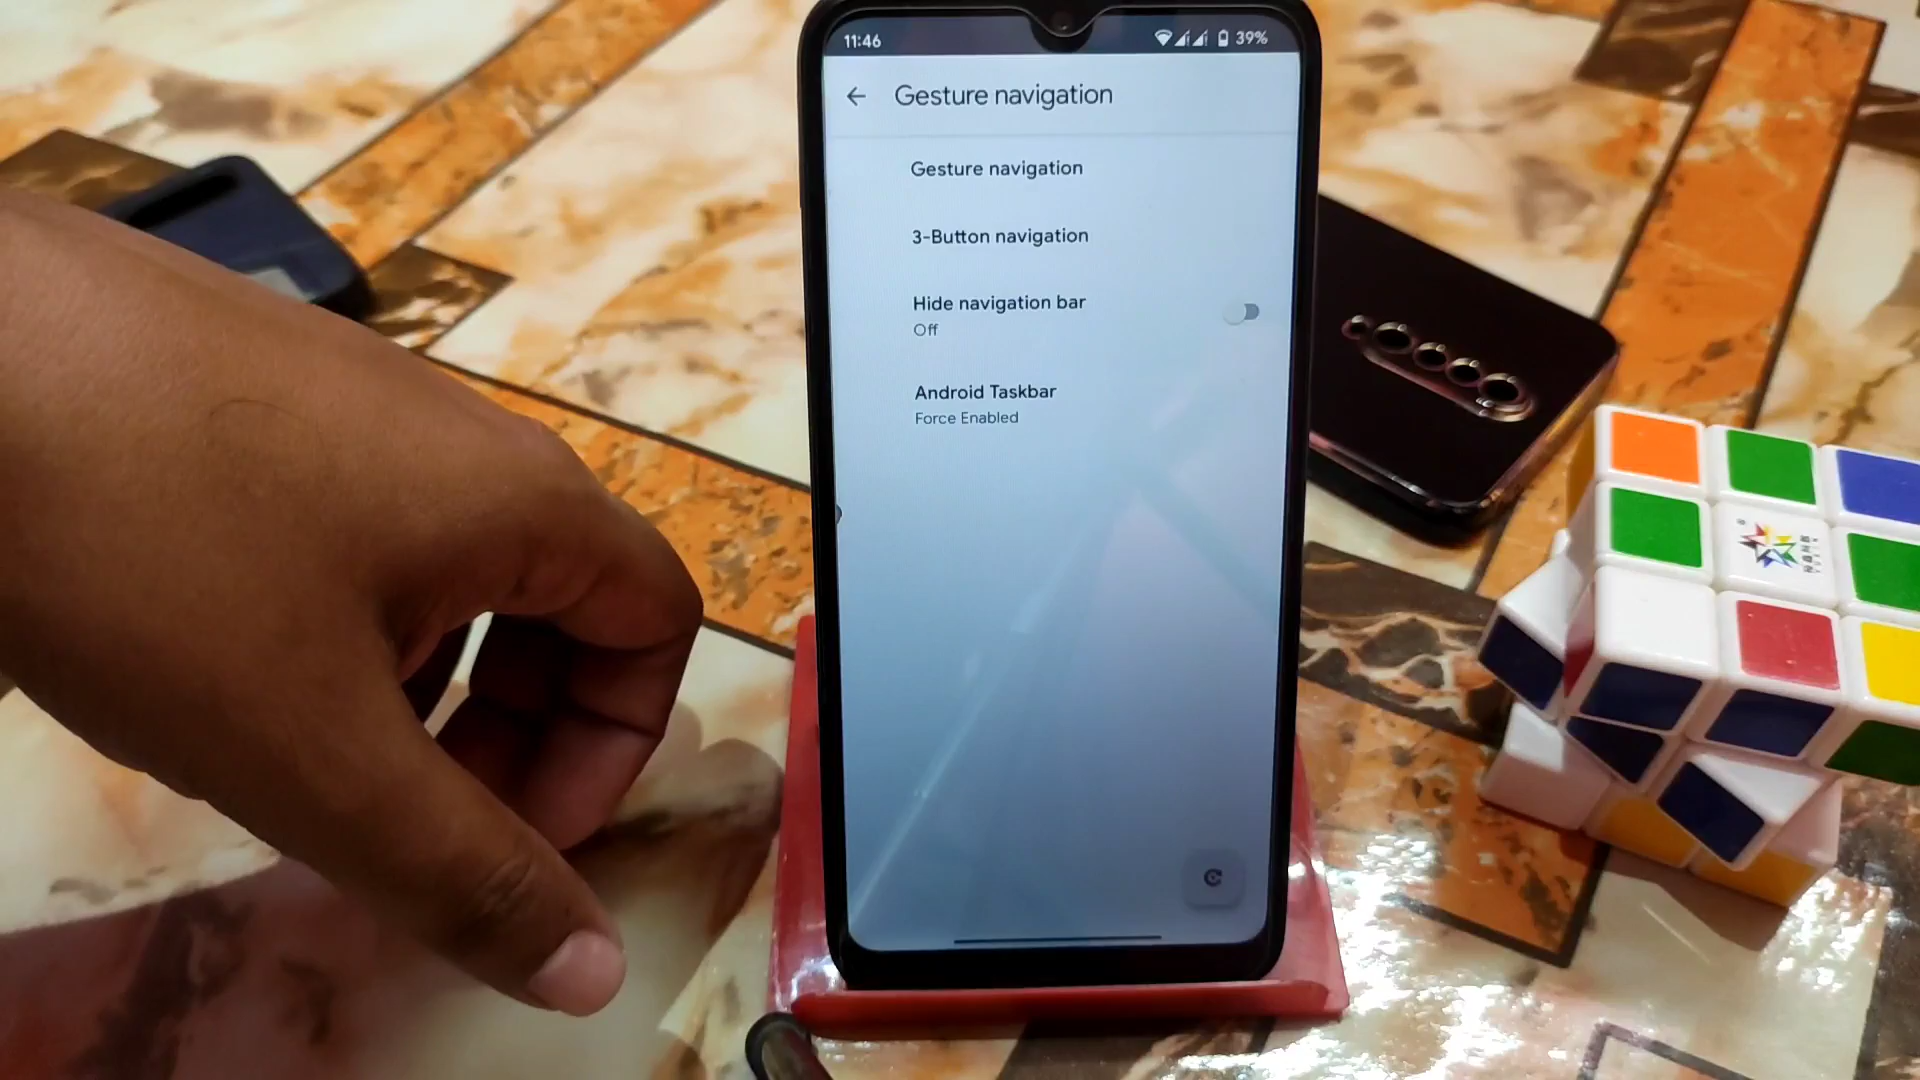 11:46
39%
Gesture navigation
Gesture navigation
3-Button navigation
Hide navigation bar
Off
Android Taskbar
Force Enabled